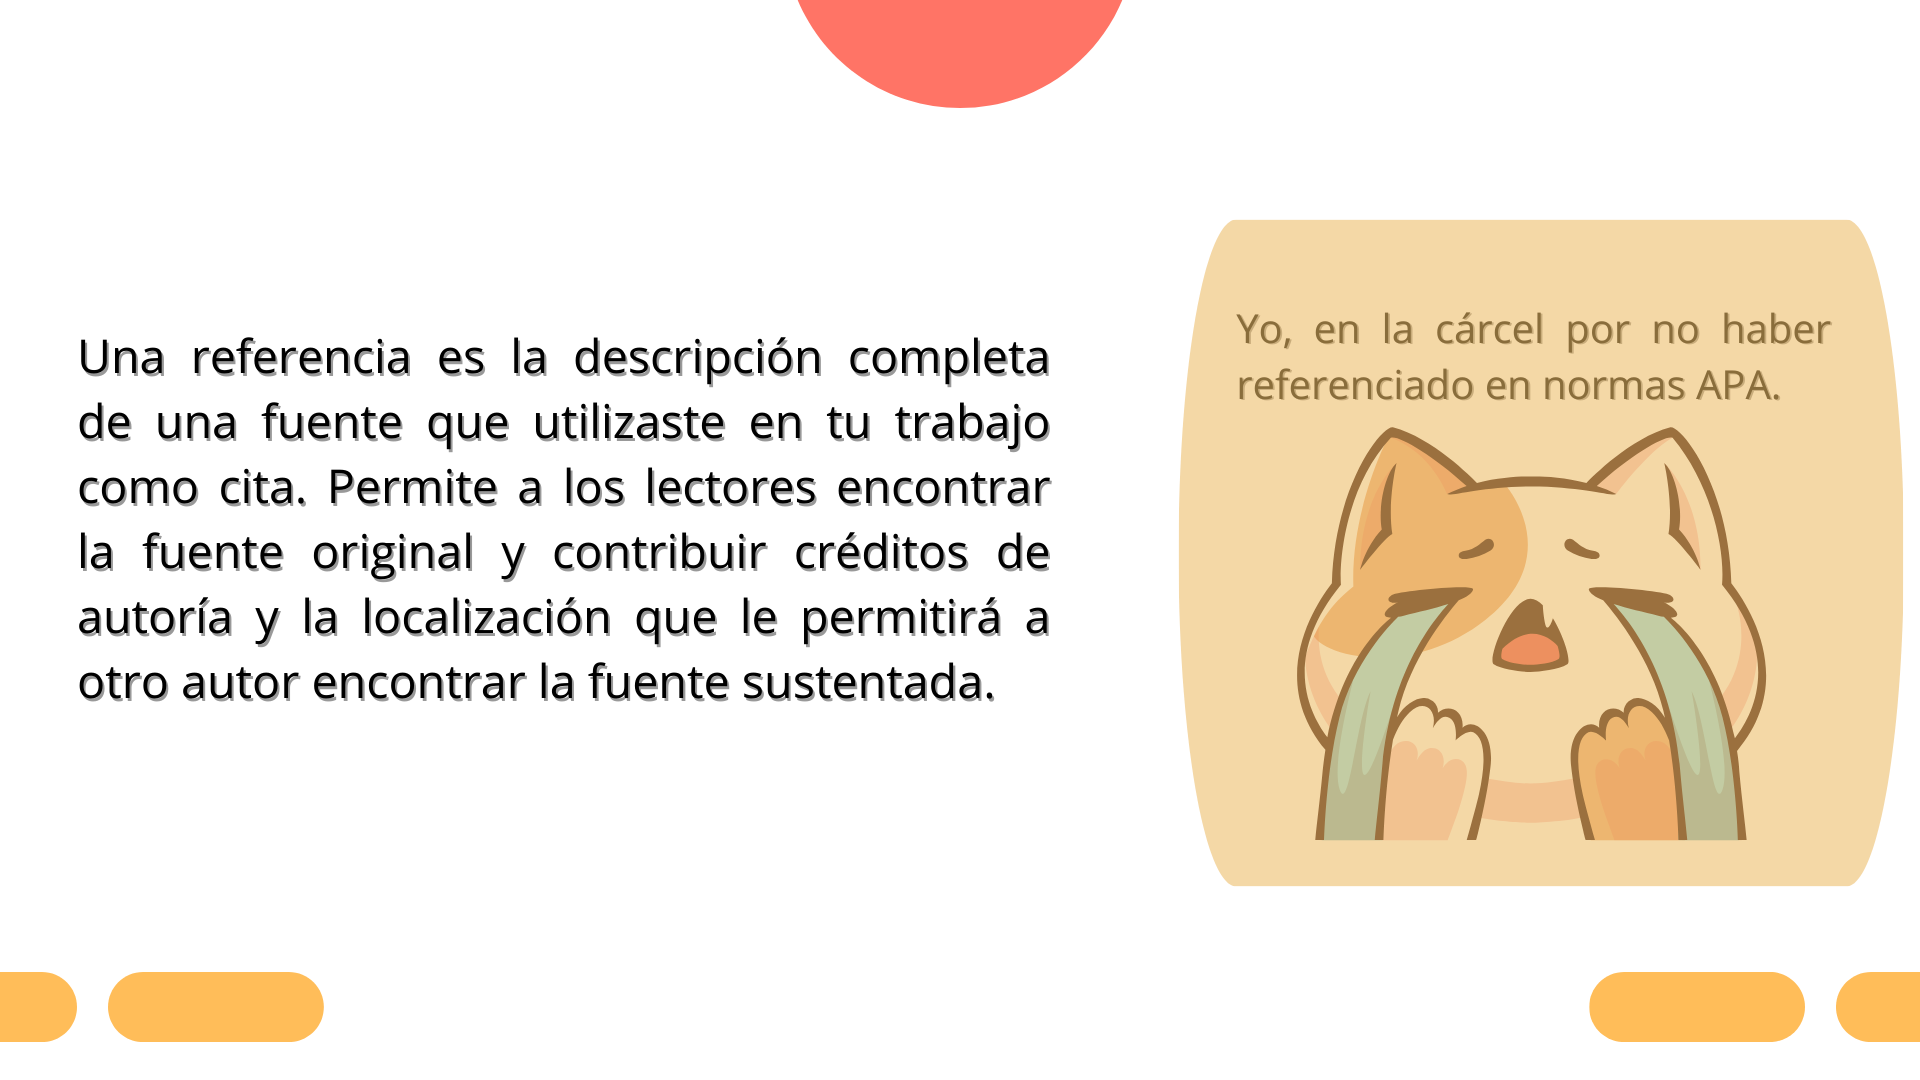 Una referencia es la descripción completa
de una fuente que utilizaste en tu trabajo
como cita. Permite a los lectores encontrar
la fuente original y contribuir créditos de
autoría y la localización que le permitirá a
otro autor encontrar la fuente sustentada.
Yo, en la cárcel por no haber
referenciado en normas APA.